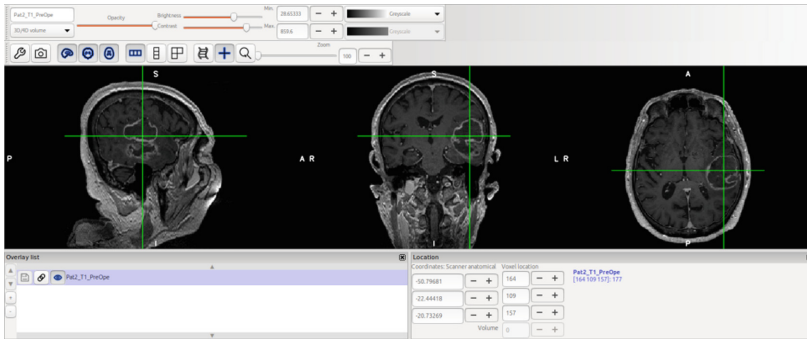 Pat2_T1_PreOpe
3D/4D volume
Opacity
Brightness
Contrast
Min.
Max.
28.63333
859.6
Greyscale
Greyscale
Zoom
100
S
P
A
I
S
R
L
I
A
R
P
Overlay list
Pat2_T1_PreOpe
Location
Coordinates: Scanner anatomical
Voxel location
-50.79681
164
-22.44418
109
-20.73269
157
Volume
0
Pat2_T1_PreOpe
[164 109 157]: 177